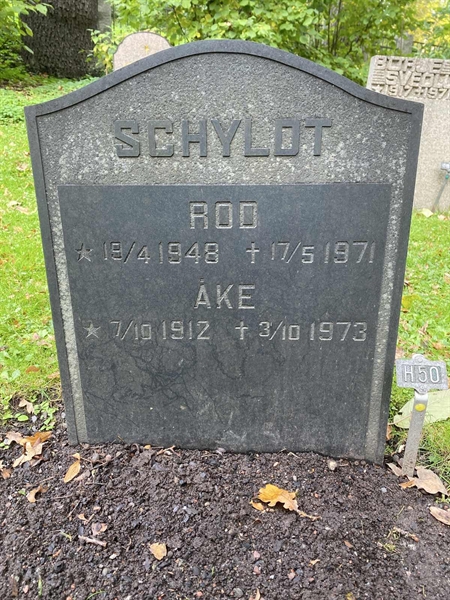 SCHYLDT
ROD
* 19/4 1948 † 17/5 1971
ÅKE
* 7/10 1912 † 3/10 1973
H50